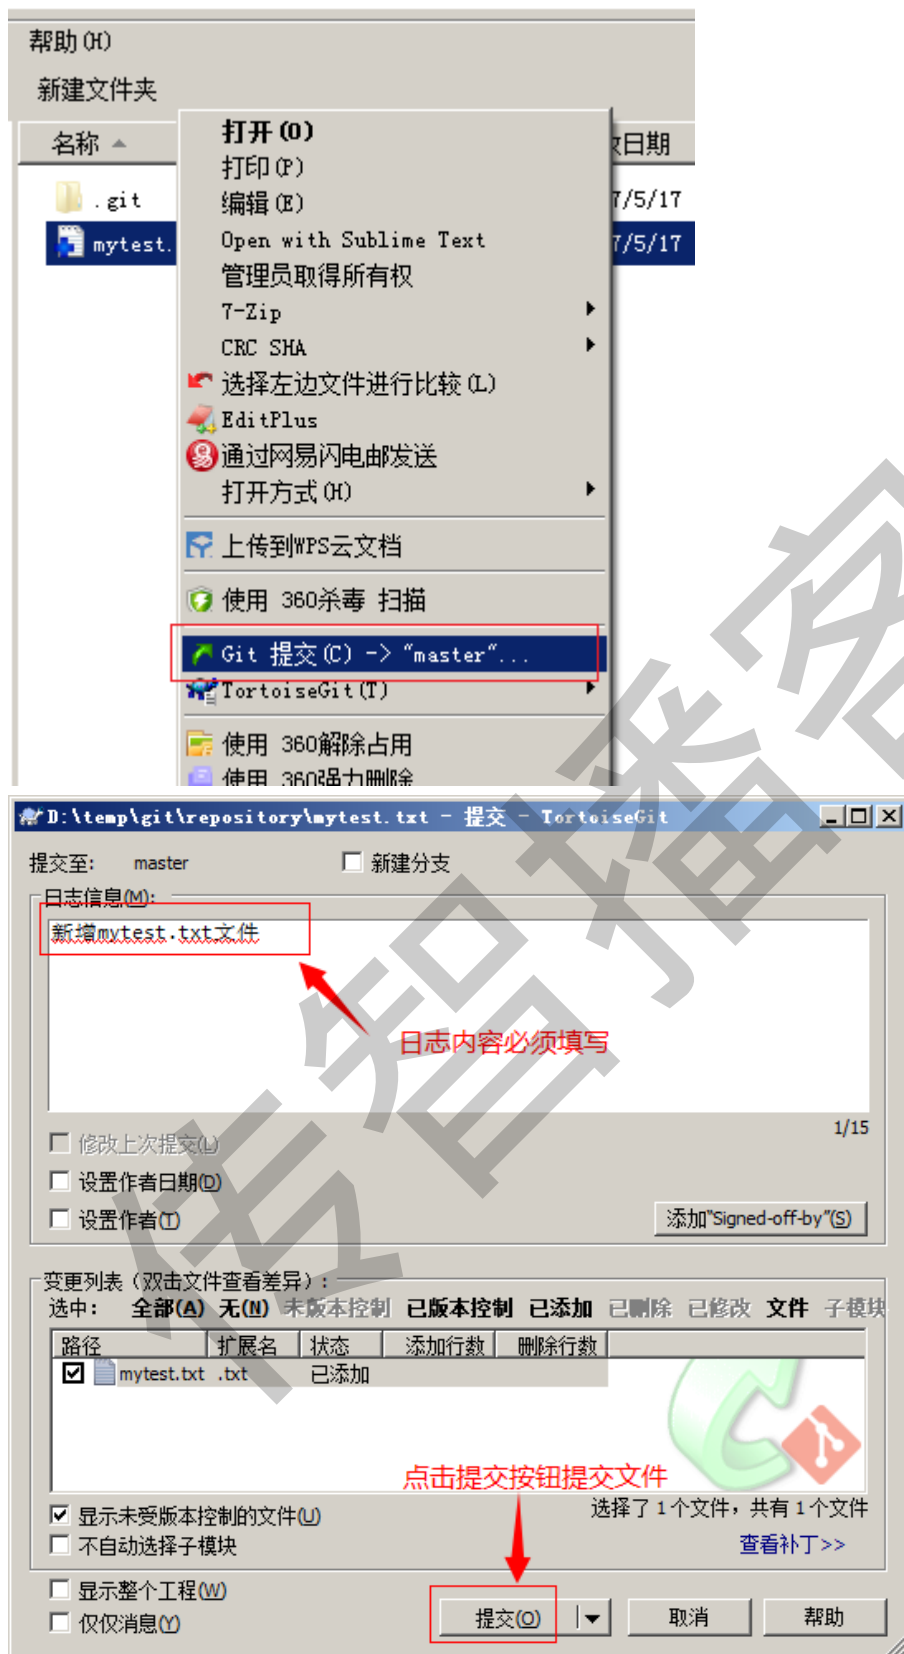 帮助(H)
新建文件夹
名称
改日期
.git
7/5/17
mytest.
7/5/17
打开(O)
打印(P)
编辑(E)
Open with Sublime Text
管理员取得所有权
7-Zip
CRC SHA
选择左边文件进行比较(L)
EditPlus
通过网易闪电邮发送
打开方式(H)
上传到WPS云文档
使用 360杀毒 扫描
Git 提交(C) -> "master"...
TortoiseGit(T)
使用 360解除占用
使用 360强力删除
D:\temp\git\repository\mytest.txt - 提交 - TortoiseGit
提交至: master 新建分支
日志信息(M):
新增mytest.txt文件
日志内容必须填写
1/15
修改上次提交(L)
设置作者日期(D)
设置作者(T)
添加"Signed-off-by"(S)
变更列表（双击文件查看差异）:
选中: 全部(A) 无(N) 未版本控制 已版本控制 已添加 已删除 已修改 文件 子模块
路径 扩展名 状态 添加行数 删除行数
mytest.txt .txt 已添加
点击提交按钮提交文件
显示未受版本控制的文件(U)
选择了 1 个文件，共有 1 个文件
不自动选择子模块
查看补丁>>
显示整个工程(W)
仅仅消息(Y)
提交(O) 取消 帮助
传智播客